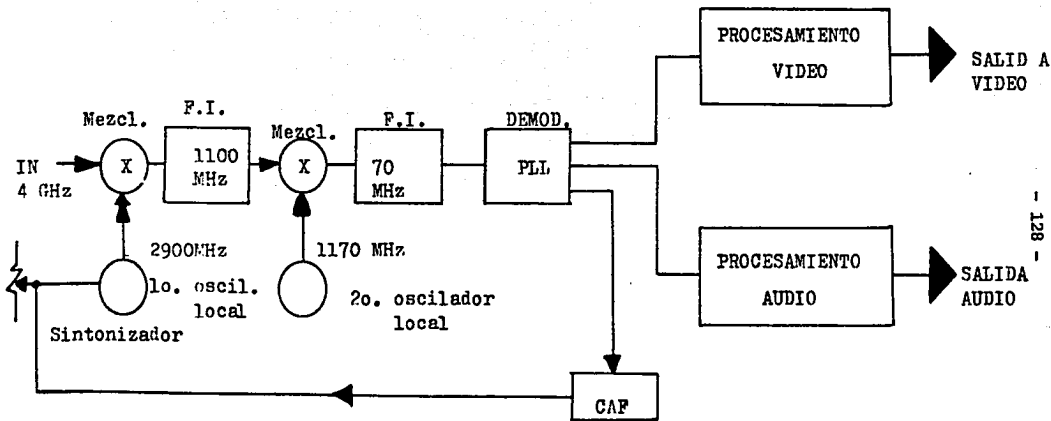 PROCESAMIENTO
VIDEO
SALID A
VIDEO
F.I.
Mezcl.
Mezcl.
F.I.
DEMOD.
IN
4 GHz
X
1100
MHz
X
70
MHz
PLL
2900MHz
1o. oscil.
local
Sintonizador
1170 MHz
2o. oscilador
local
PROCESAMIENTO
AUDIO
SALIDA
AUDIO
CAF
- 128 -